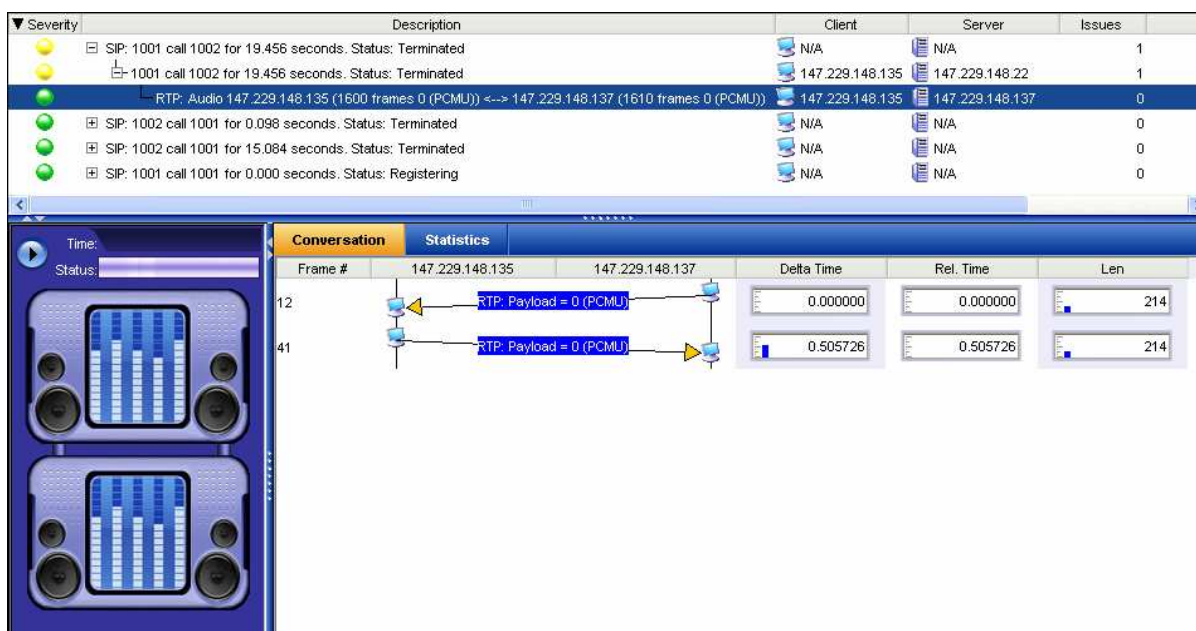 ▼ Severity Description Client Server Issues
SIP: 1001 call 1002 for 19.456 seconds. Status: Terminated N/A N/A 1
1001 call 1002 for 19.456 seconds. Status: Terminated 147.229.148.135 147.229.148.22 1
RTP: Audio 147.229.148.135 (1600 frames 0 (PCMU)) <--> 147.229.148.137 (1610 frames 0 (PCMU)) 147.229.148.135 147.229.148.137 0
SIP: 1002 call 1001 for 0.098 seconds. Status: Terminated N/A N/A 0
SIP: 1002 call 1001 for 15.084 seconds. Status: Terminated N/A N/A 0
SIP: 1001 call 1001 for 0.000 seconds. Status: Registering N/A N/A 0
Time:
Status:
Conversation Statistics
Frame # 147.229.148.135 147.229.148.137 Delta Time Rel. Time Len
12 RTP: Payload = 0 (PCMU) 0.000000 0.000000 214
41 RTP: Payload = 0 (PCMU) 0.505726 0.505726 214